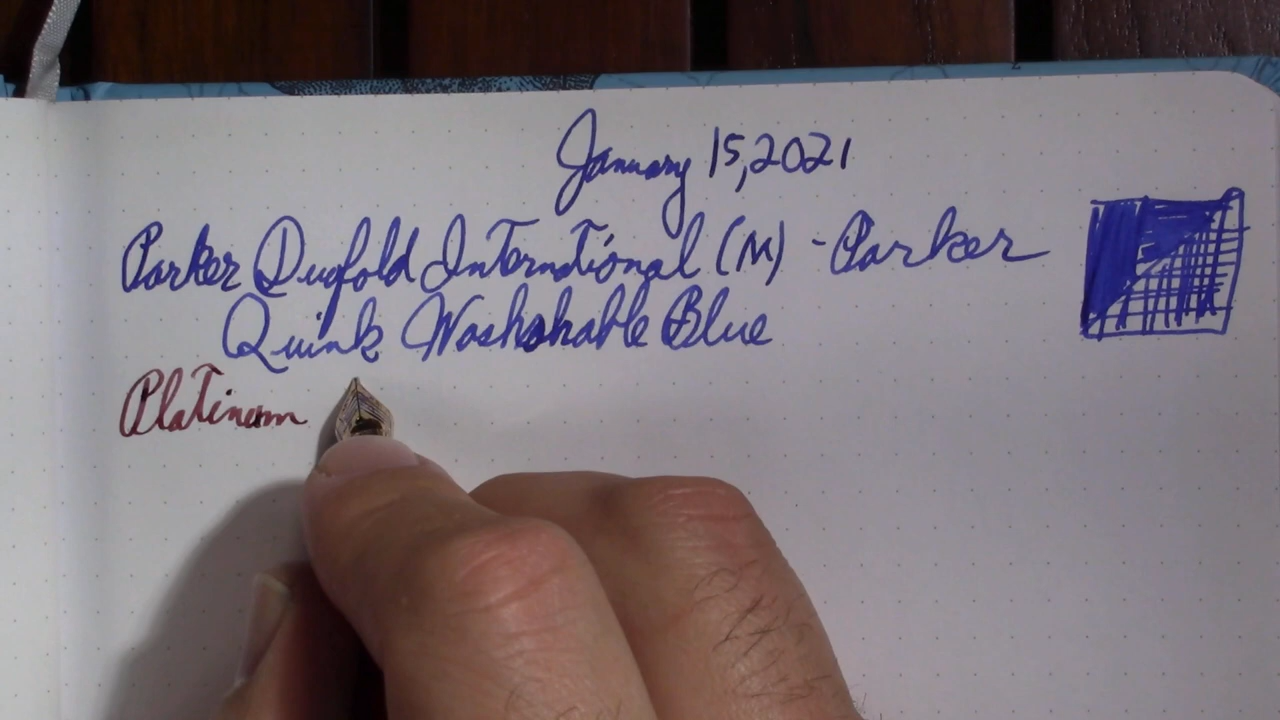 January 15, 2021
Parker Duofold International (M) - Parker
Quink Washable Blue
Platinum